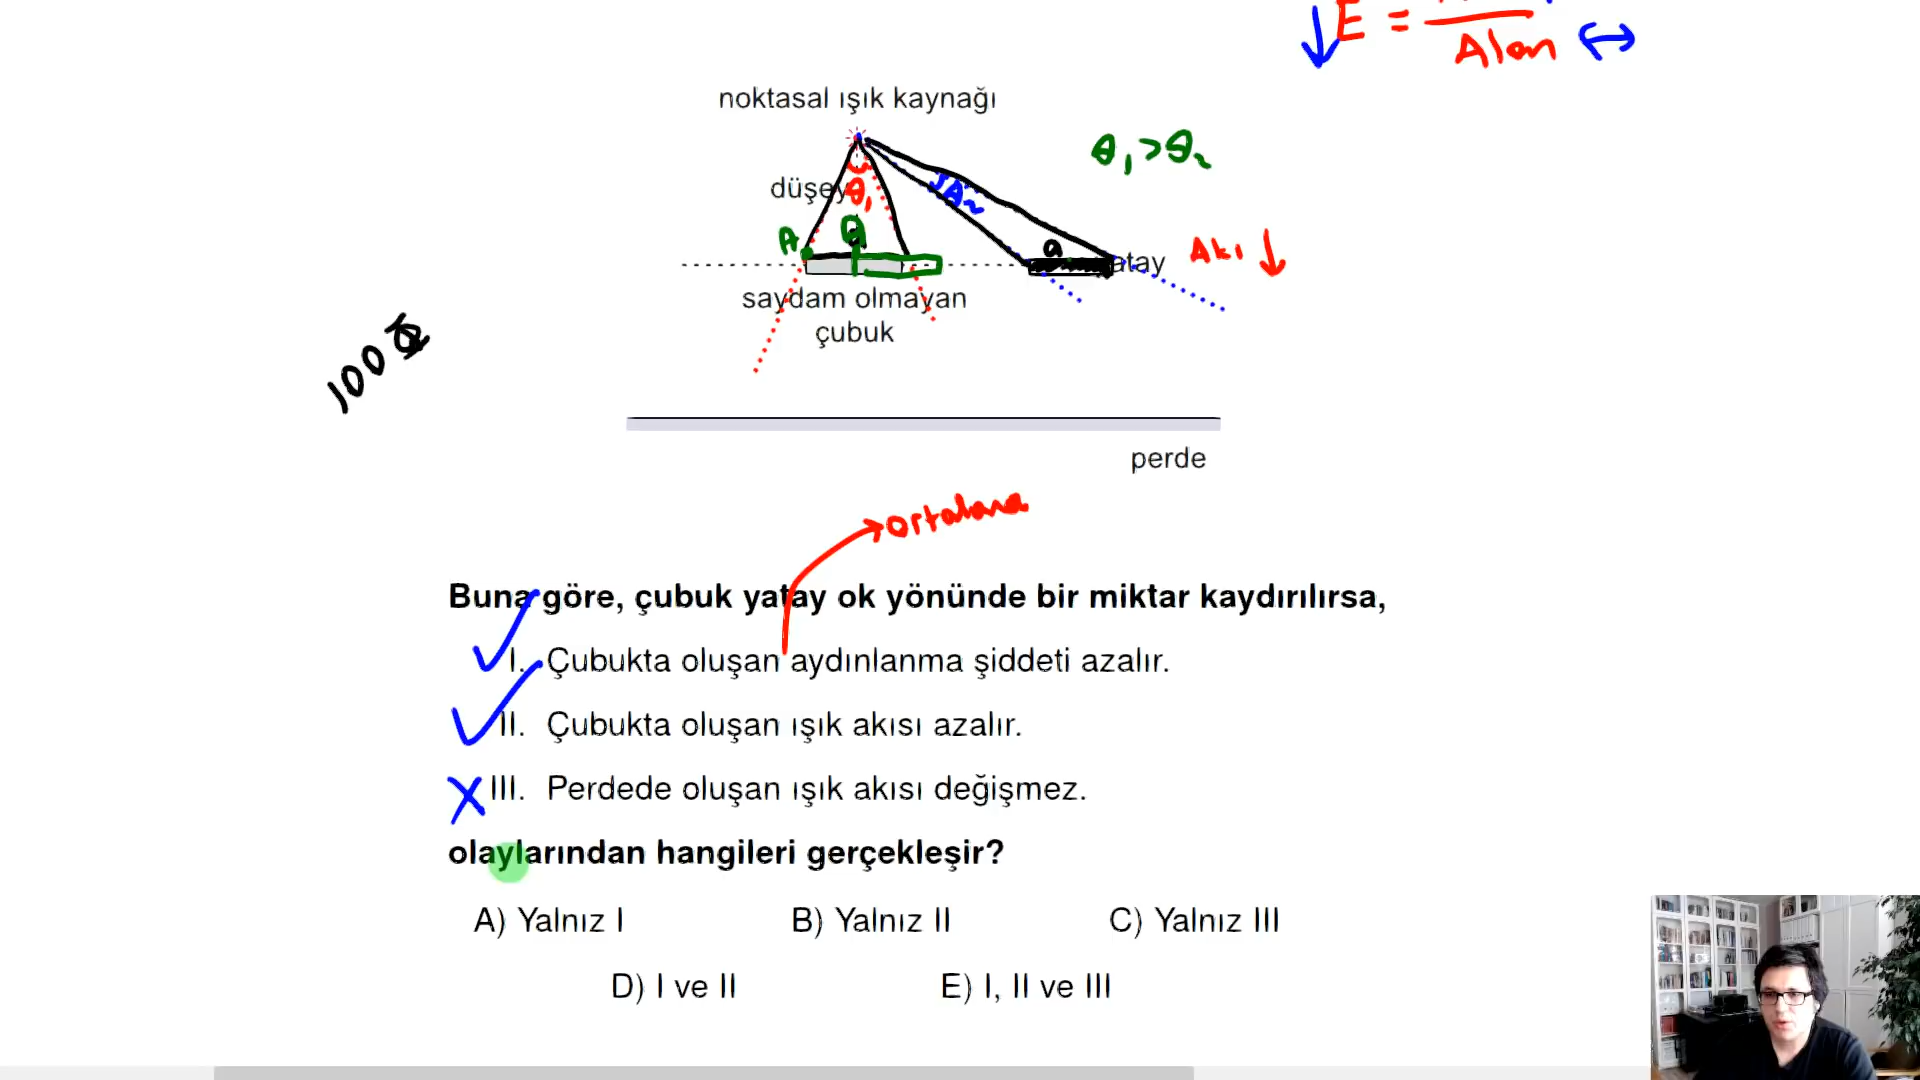 E = Alan
noktasal ışık kaynağı
θ₁ > θ₂
düşey θ₁
A
a
yatay
Akı ↓
saydam olmayan
çubuk
100
perde
ortalama
Buna göre, çubuk yatay ok yönünde bir miktar kaydırılırsa,
I. Çubukta oluşan aydınlanma şiddeti azalır.
II. Çubukta oluşan ışık akısı azalır.
X III. Perdede oluşan ışık akısı değişmez.
olaylarından hangileri gerçekleşir?
A) Yalnız I B) Yalnız II C) Yalnız III
D) I ve II E) I, II ve III